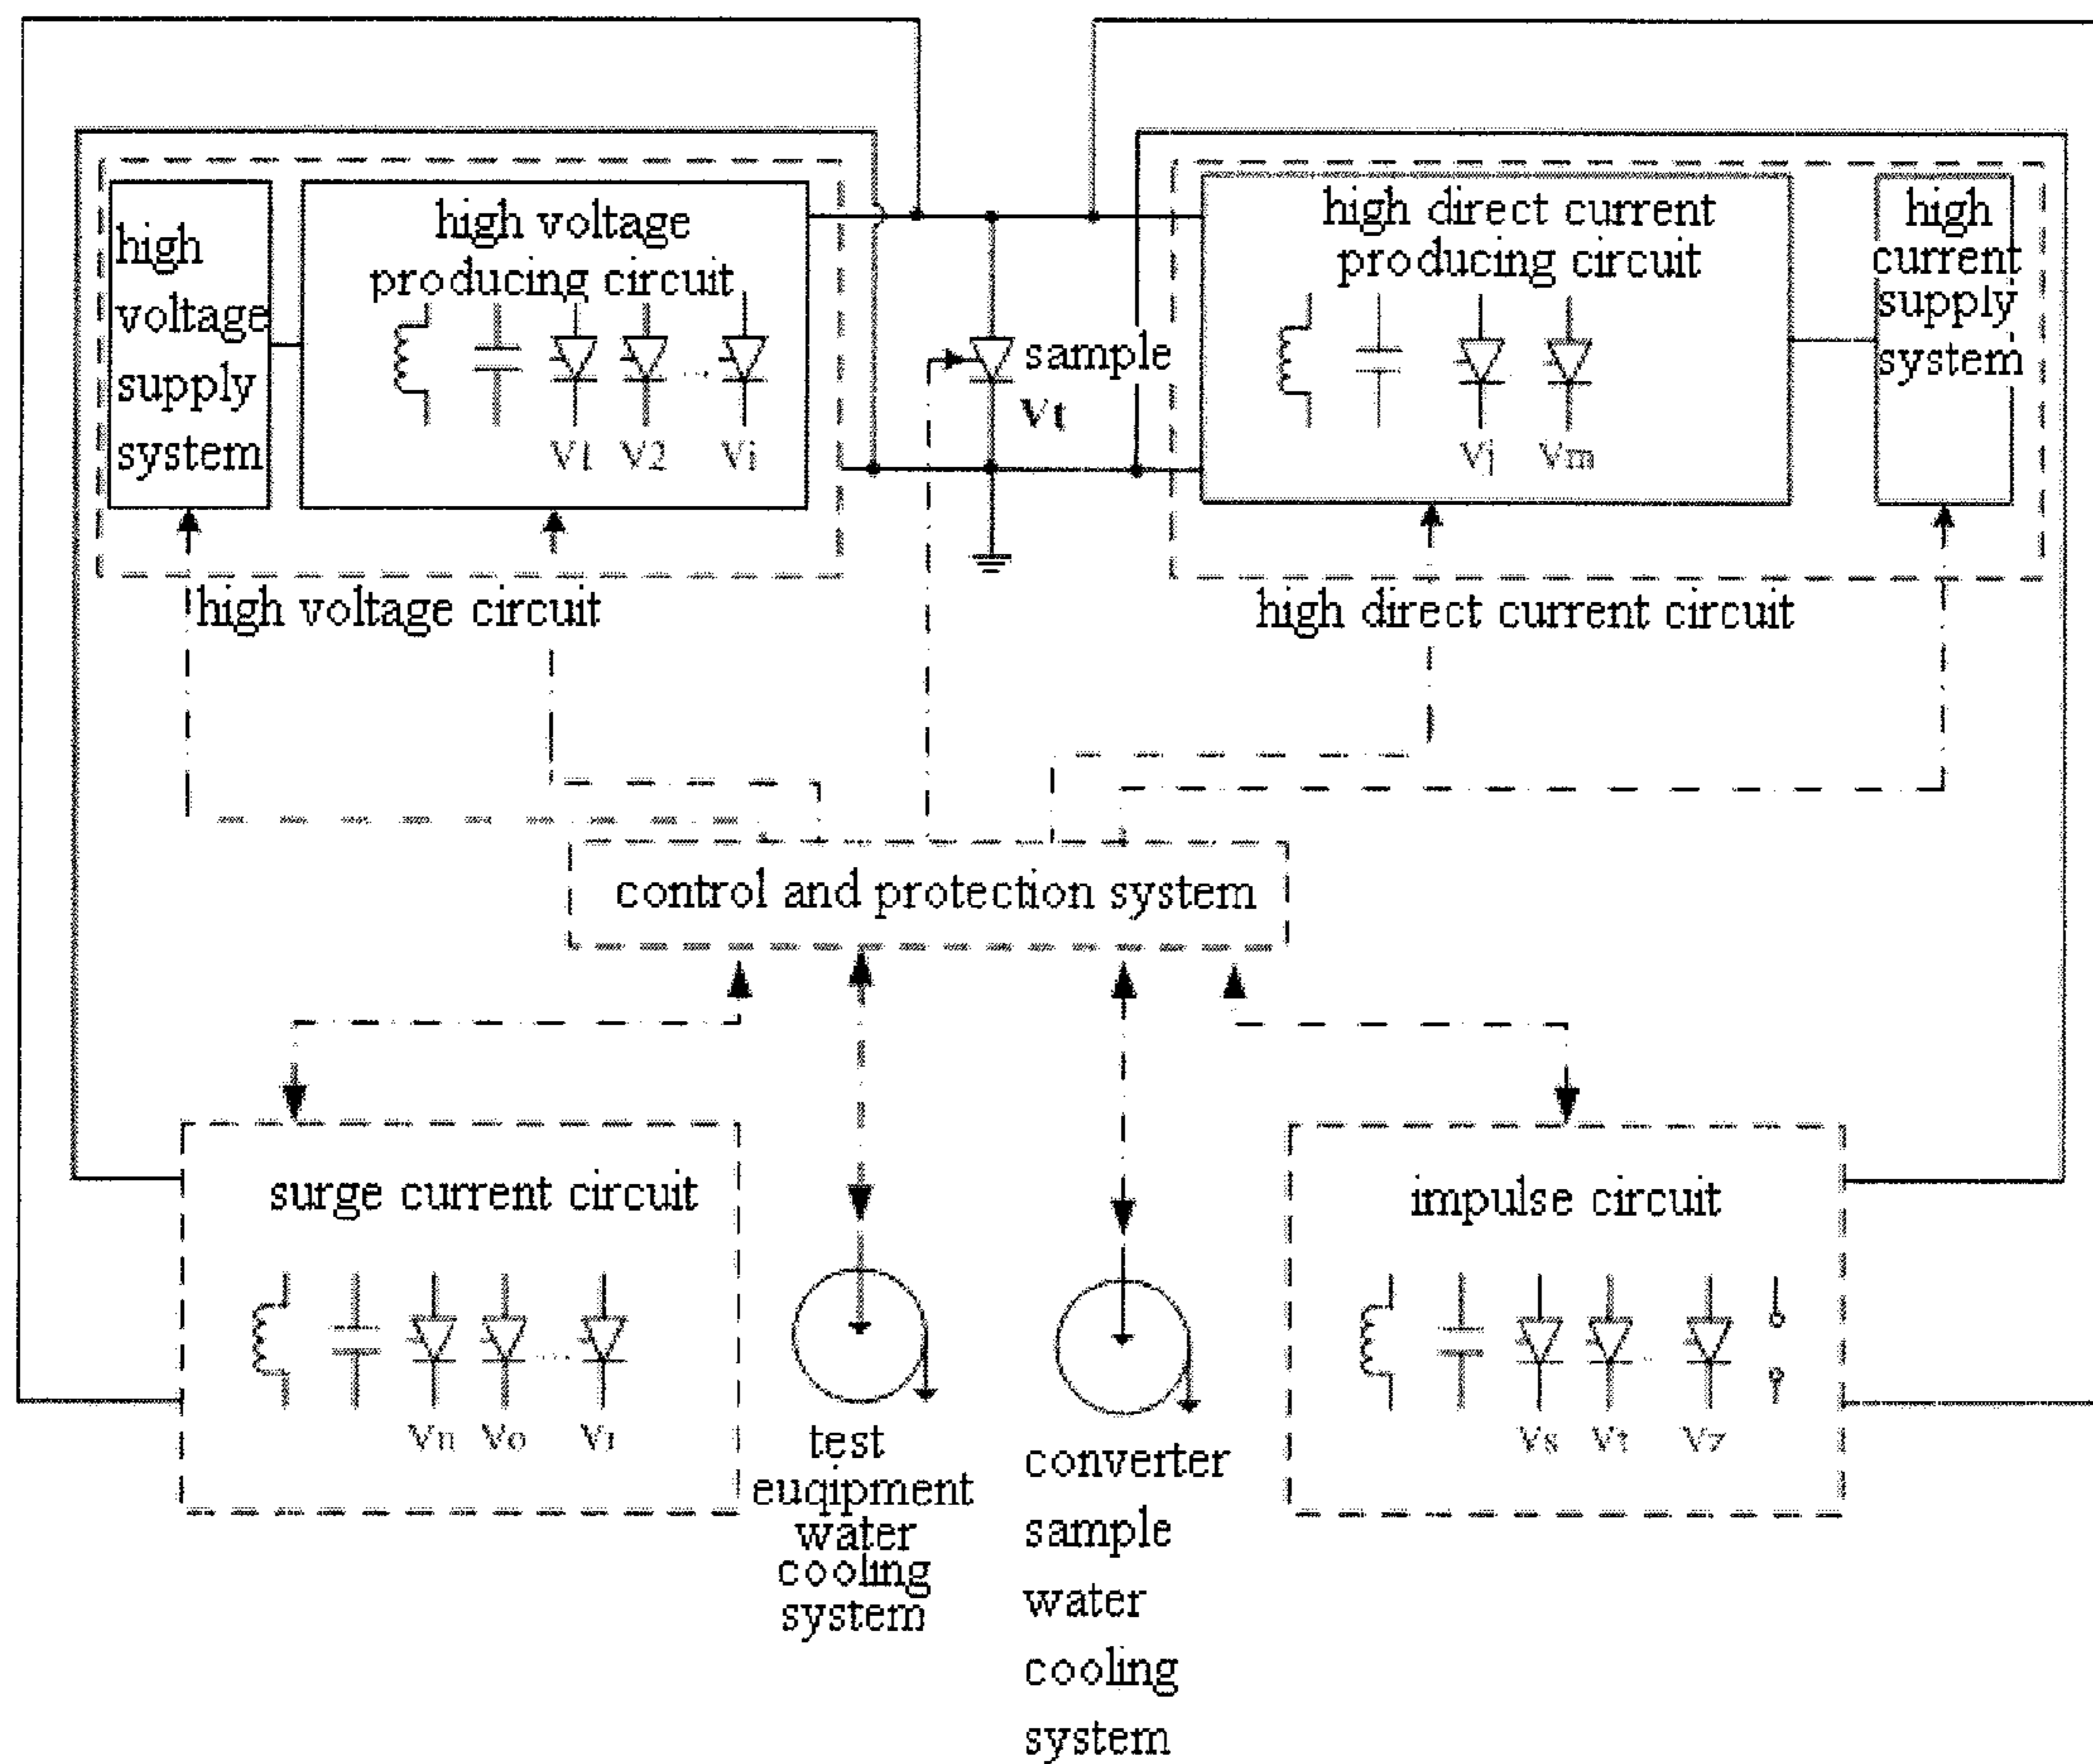 high
voltage
supply
system
high voltage
producing circuit
V1 V2 Vi
sample
Vt
high direct current
producing circuit
Vj Vm
high
current
supply
system
high voltage circuit
high direct current circuit
control and protection system
surge current circuit
Vn Vo
impulse circuit
Vs Vt Vz
test
euqipment
water
cooling
system
converter
sample
water
cooling
system